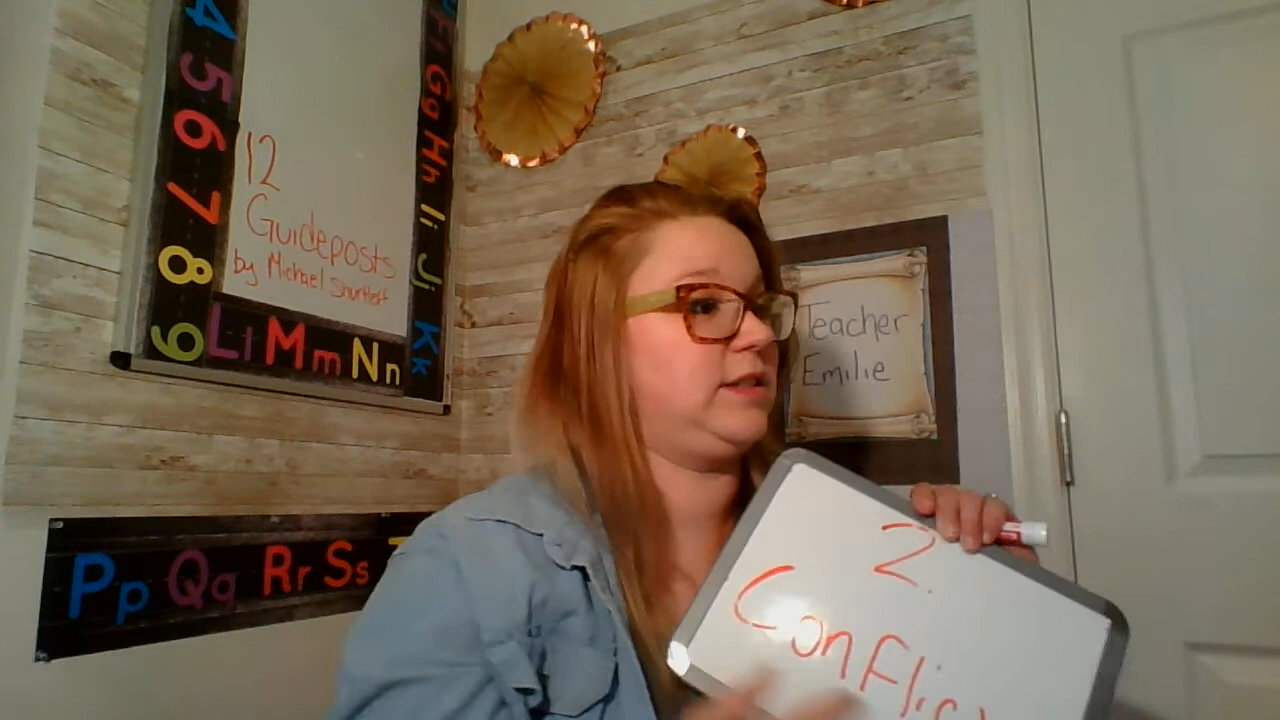 4
5
6
7
8
9
12
Guideposts
by Michael Shurtleff
Ll Mm Nn
Gg Hh Ii Jj Kk
Pp Qq Rr Ss
Teacher
Emilie
2.
Conflict